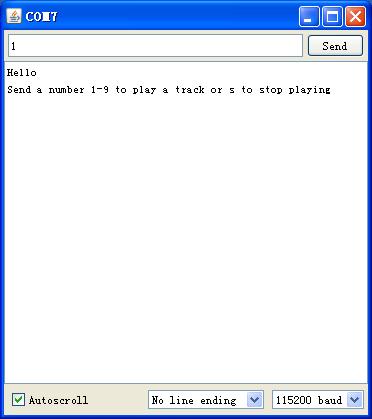 COM7
1
Send
Hello
Send a number 1-9 to play a track or s to stop playing
Autoscroll
No line ending
115200 baud